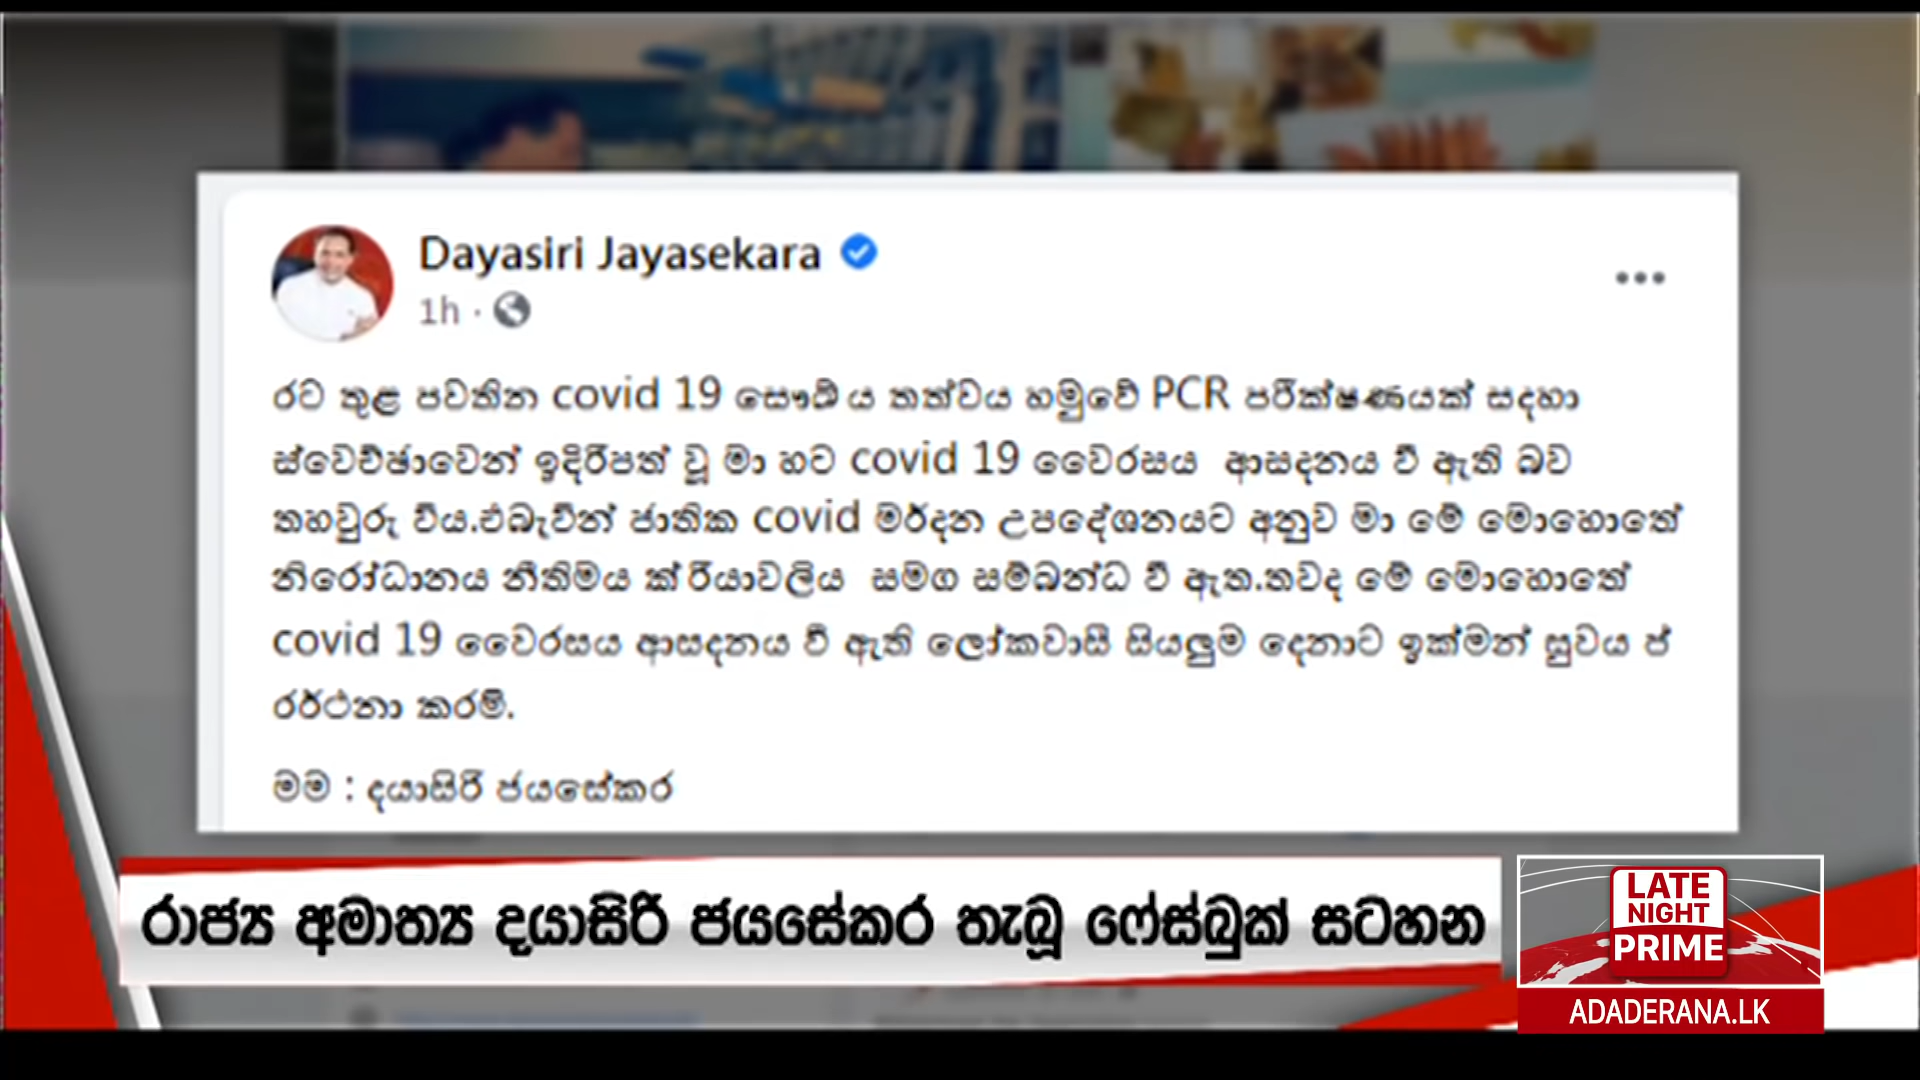 Dayasiri Jayasekara
1h ·
රට තුළ පවතින covid 19 සෞඛ්‍ය තත්වය හමුවේ PCR පරීක්ෂණයක් සදහා
ස්වෙච්ඡාවෙන් ඉදිරිපත් වූ මා හට covid 19 වෛරසය ආසදනය වී ඇති බව
තහවුරු විය.එබැවින් ජාතික covid මර්දන උපදේශනයට අනුව මා මේ මොහොතේ
නිරෝධානය නීතිමය ක් රියාවලිය සමග සම්බන්ධ වී ඇත.තවද මේ මොහොතේ
covid 19 වෛරසය ආසදනය වී ඇති ලෝකවාසී සියලුම දෙනාට ඉක්මන් සුවය ප්
රර්ථනා කරමි.
මම : දයාසිරි ජයසේකර
රාජ්‍ය අමාත්‍ය දයාසිරි ජයසේකර තැබූ ෆේස්බුක් සටහන
LATE
NIGHT
PRIME
ADADERANA.LK